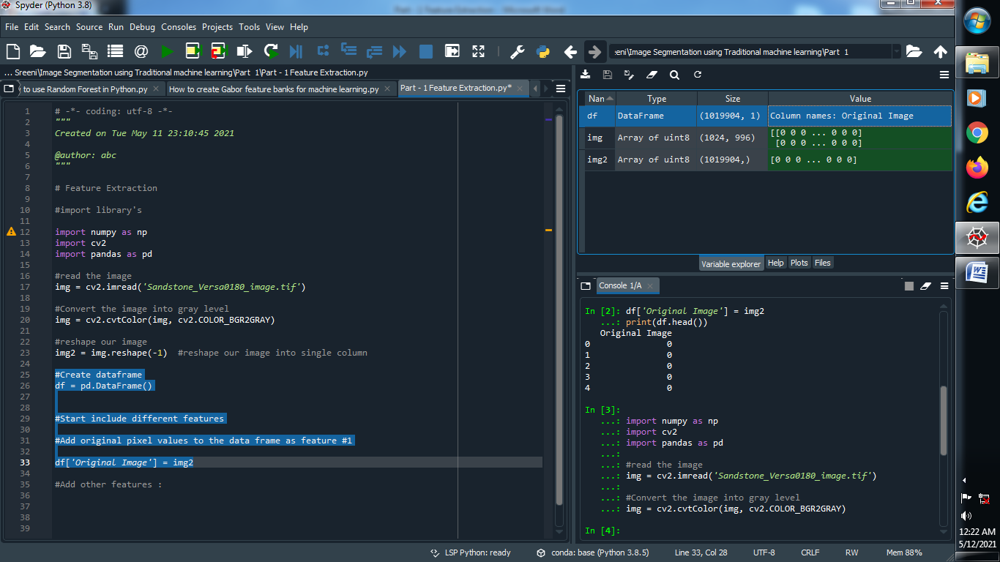 Spyder (Python 3.8)
Part - 1 Feature Extraction - Microsoft Word
File Edit Search Source Run Debug Consoles Projects Tools View Help
:eni\Image Segmentation using Traditional machine learning\Part 1
... Sreeni\Image Segmentation using Traditional machine learning\Part 1\Part - 1 Feature Extraction.py
to use Random Forest in Python.py How to create Gabor feature banks for machine learning.py Part - 1 Feature Extraction.py*
1 # -*- coding: utf-8 -*-
2 """
3 Created on Tue May 11 23:10:45 2021
4
5 @author: abc
6 """
7
8 # Feature Extraction
9
10 #import library's
11
12 import numpy as np
13 import cv2
14 import pandas as pd
15
16 #read the image
17 img = cv2.imread('Sandstone_Versa0180_image.tif')
18
19 #Convert the image into gray level
20 img = cv2.cvtColor(img, cv2.COLOR_BGR2GRAY)
21
22 #reshape our image
23 img2 = img.reshape(-1)  #reshape our image into single column
24
25 #Create dataframe
26 df = pd.DataFrame()
27
28
29 #Start include different features
30
31 #Add original pixel values to the data frame as feature #1
32
33 df['Original Image'] = img2
34
35 #Add other features :
36
37
38
39
Nan Type Size Value
df DataFrame (1019904, 1) Column names: Original Image
img Array of uint8 (1024, 996) [[0 0 0 ... 0 0 0]
[0 0 0 ... 0 0 0]
img2 Array of uint8 (1019904,) [0 0 0 ... 0 0 0]
Variable explorer Help Plots Files
Console 1/A
In [2]: df['Original Image'] = img2
...: print(df.head())
Original Image
0 0
1 0
2 0
3 0
4 0
In [3]:
...: import numpy as np
...: import cv2
...: import pandas as pd
...:
...: #read the image
...: img = cv2.imread('Sandstone_Versa0180_image.tif')
...:
...: #Convert the image into gray level
...: img = cv2.cvtColor(img, cv2.COLOR_BGR2GRAY)
In [4]:
LSP Python: ready conda: base (Python 3.8.5) Line 33, Col 28 UTF-8 CRLF RW Mem 88%
12:22 AM
5/12/2021